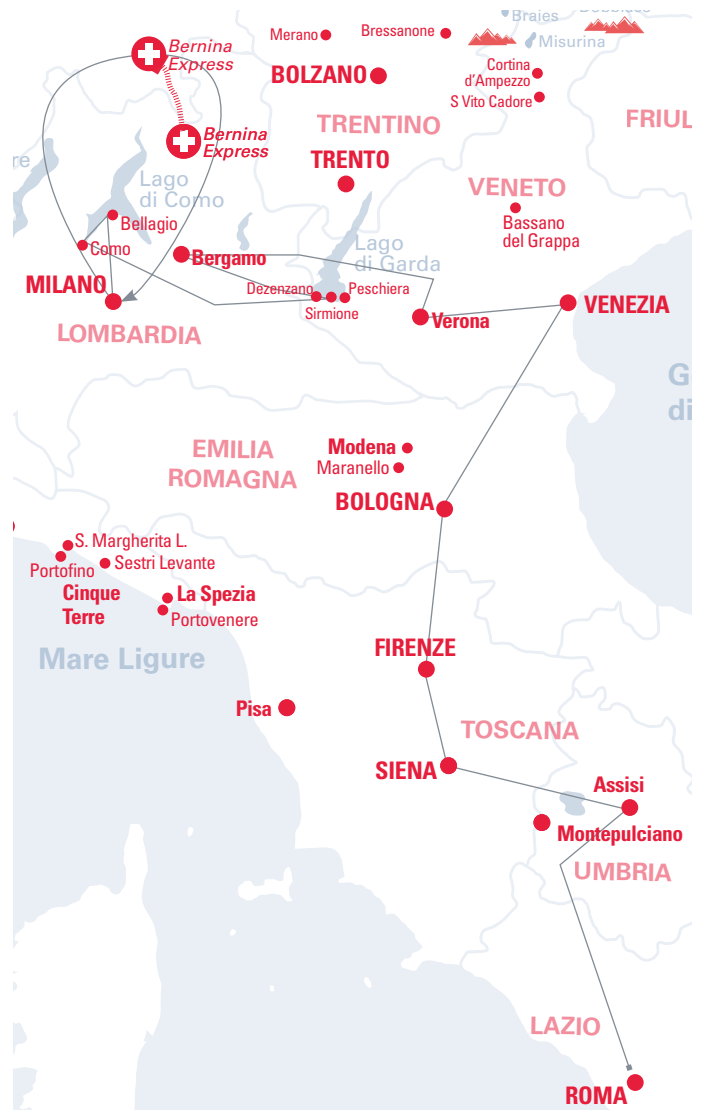 Braies
Misurina
Bernina
Express
Merano
Bressanone
BOLZANO
Cortina
d'Ampezzo
S Vito Cadore
TRENTINO
FRIUL
Bernina
Express
TRENTO
re
Lago
di Como
VENETO
Bassano
del Grappa
Bellagio
Como
Bergamo
Lago
di Garda
MILANO
Dezenzano
Peschiera
Sirmione
Verona
VENEZIA
LOMBARDIA
G
di
EMILIA
ROMAGNA
Modena
Maranello
BOLOGNA
S. Margherita L.
Portofino
Sestri Levante
Cinque
Terre
La Spezia
Portovenere
Mare Ligure
FIRENZE
Pisa
TOSCANA
SIENA
Assisi
Montepulciano
UMBRIA
LAZIO
ROMA